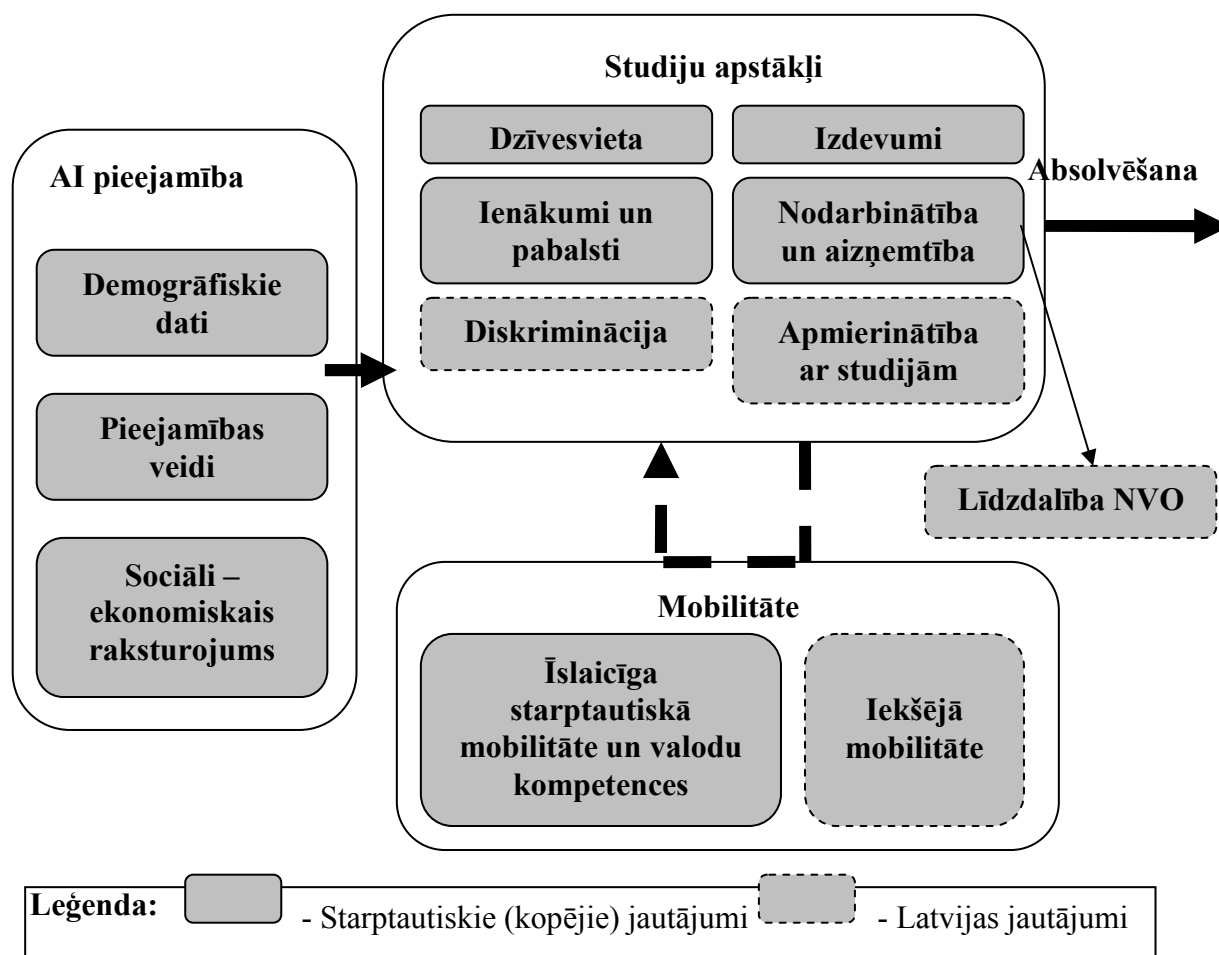 AI pieejamība
Demogrāfiskie
dati
Pieejamības
veidi
Sociāli –
ekonomiskais
raksturojums
Studiju apstākļi
Dzīvesvieta
Izdevumi
Ienākumi un
pabalsti
Nodarbinātība
un aizņemtība
Diskriminācija
Apmierinātība
ar studijām
Absolvēšana
Līdzdalība NVO
Mobilitāte
Īslaicīga
starptautiskā
mobilitāte un valodu
kompetences
Iekšējā
mobilitāte
Leģenda:
- Starptautiskie (kopējie) jautājumi
- Latvijas jautājumi